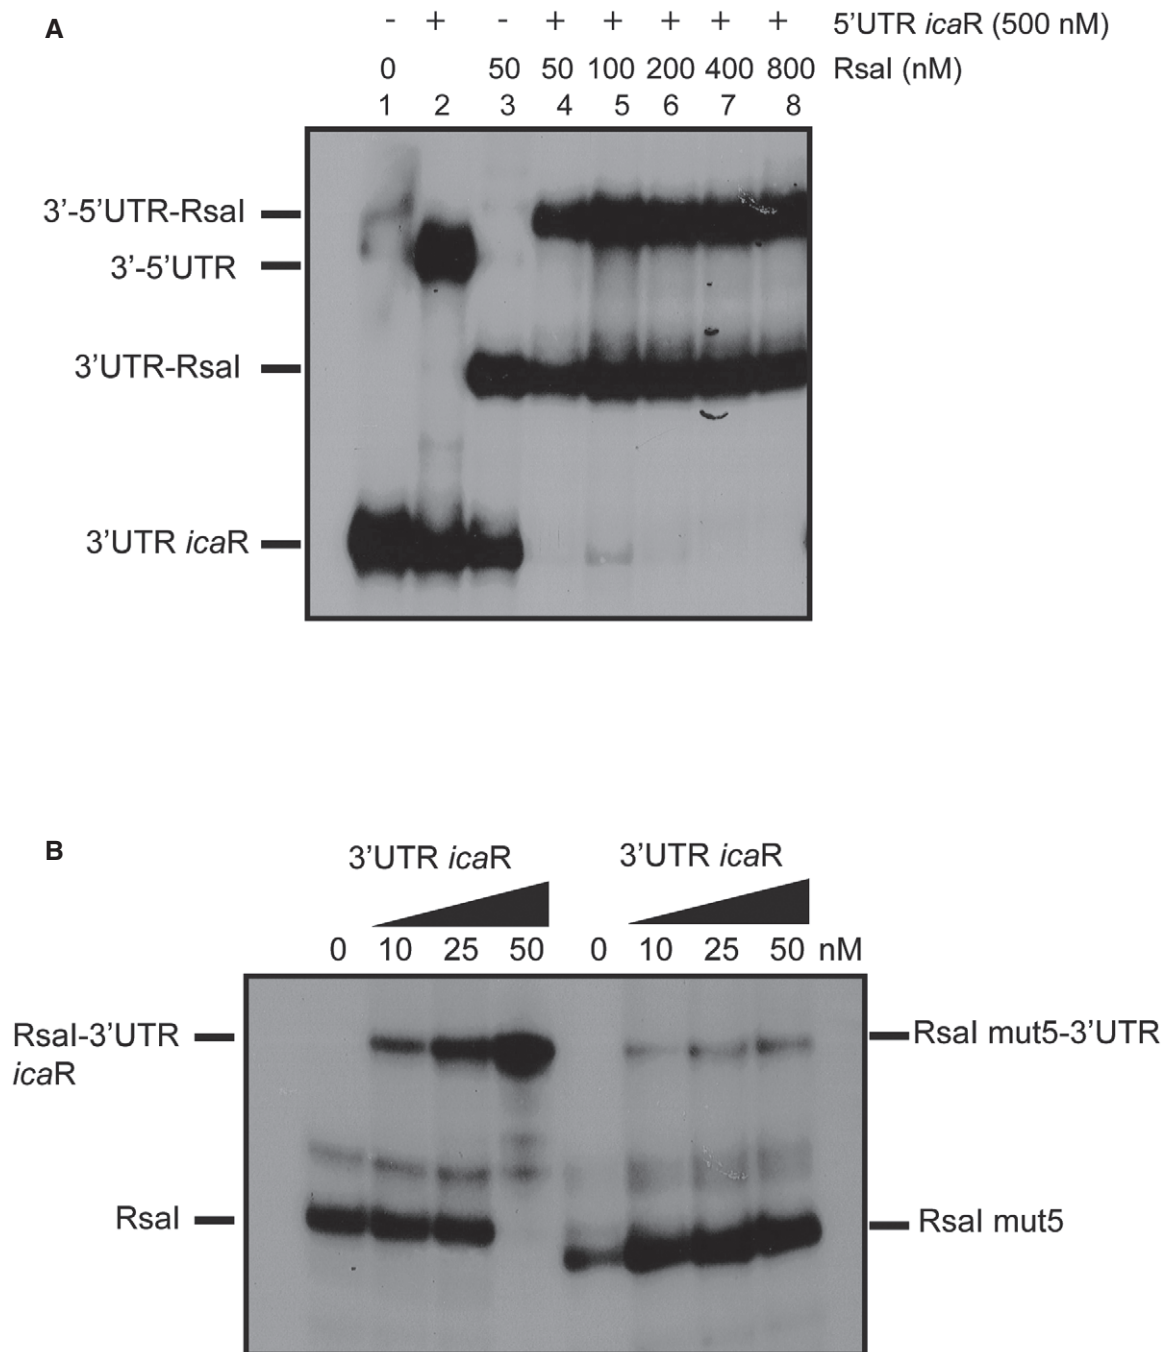 A
- + - + + + + + 5'UTR icaR (500 nM)
0 50 50 100 200 400 800 RsaI (nM)
1 2 3 4 5 6 7 8
3'-5'UTR-RsaI
3'-5'UTR
3'UTR-RsaI
3'UTR icaR
B
3'UTR icaR 3'UTR icaR
0 10 25 50 0 10 25 50 nM
RsaI-3'UTR
icaR
RsaI mut5-3'UTR
RsaI
RsaI mut5